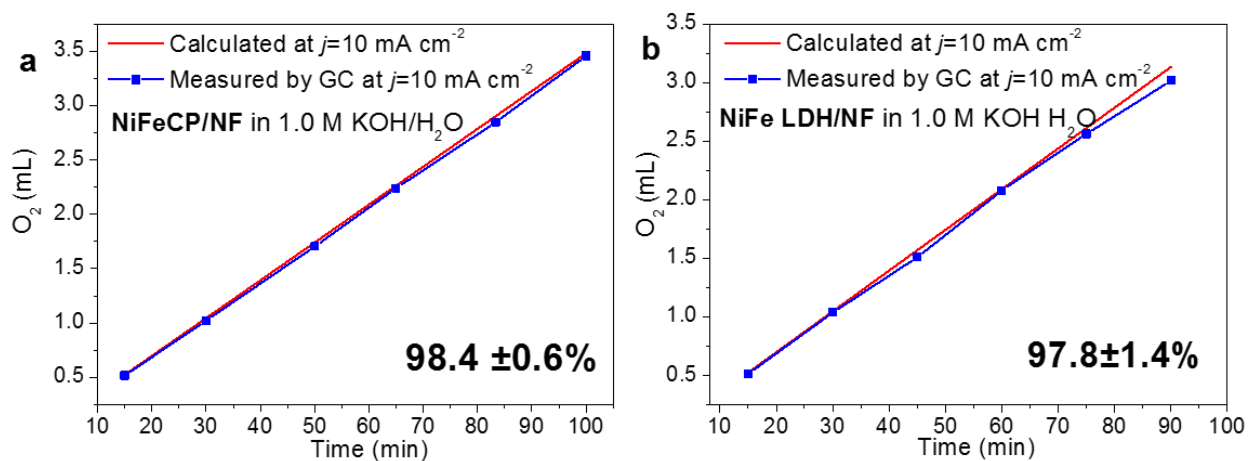 a
Calculated at j=10 mA cm⁻²
Measured by GC at j=10 mA cm⁻²
NiFeCP/NF in 1.0 M KOH/H₂O
98.4 ±0.6%
O₂ (mL)
3.5
3.0
2.5
2.0
1.5
1.0
0.5
10 20 30 40 50 60 70 80 90 100
Time (min)
b
Calculated at j=10 mA cm⁻²
Measured by GC at j=10 mA cm⁻²
NiFe LDH/NF in 1.0 M KOH H₂O
97.8±1.4%
O₂ (mL)
3.5
3.0
2.5
2.0
1.5
1.0
0.5
10 20 30 40 50 60 70 80 90 100
Time (min)